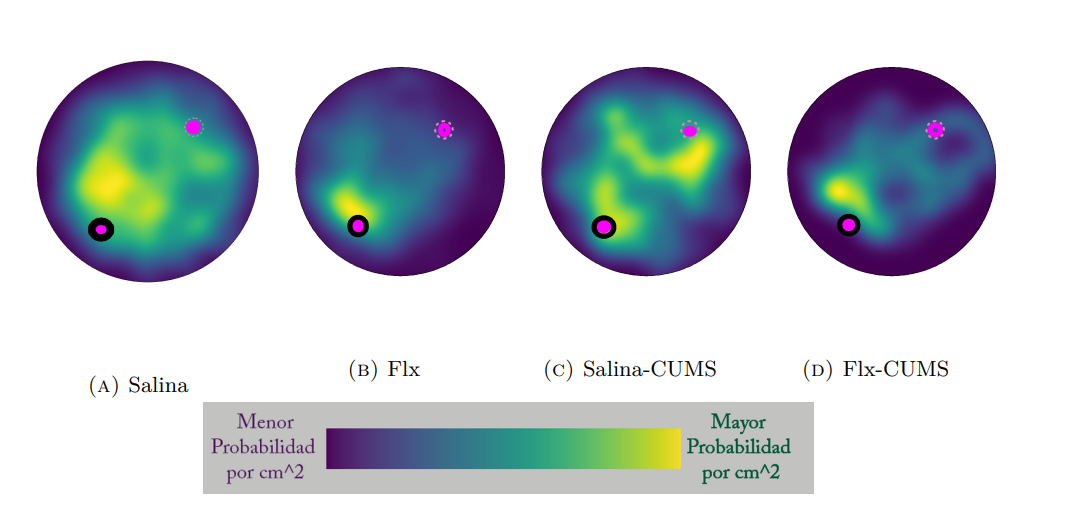 (A) Salina
(B) Flx
(C) Salina-CUMS
(D) Flx-CUMS
Menor
Probabilidad
por cm^2
Mayor
Probabilidad
por cm^2